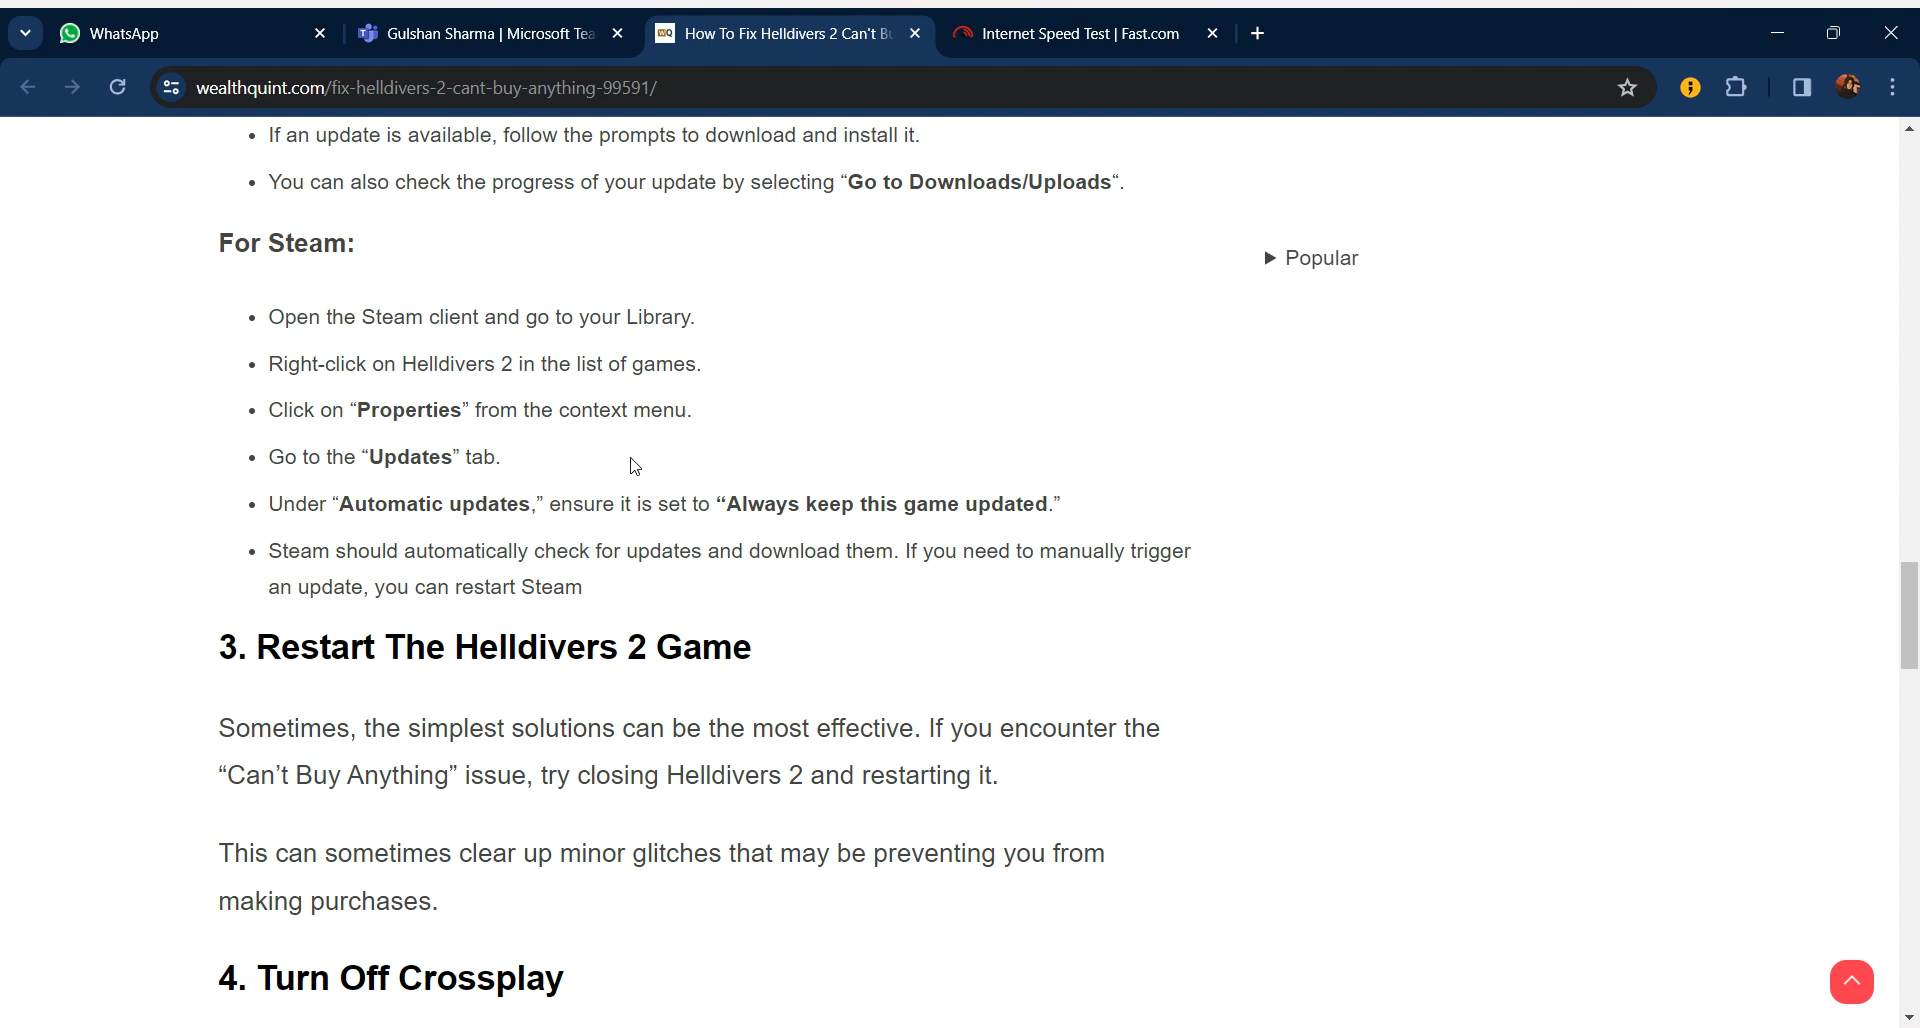 WhatsApp
Gulshan Sharma | Microsoft Tea
WQ
How To Fix Helldivers 2 Can't Bu
Internet Speed Test | Fast.com
wealthquint.com/fix-helldivers-2-cant-buy-anything-99591/
• If an update is available, follow the prompts to download and install it.
• You can also check the progress of your update by selecting “Go to Downloads/Uploads“.
For Steam:
Popular
• Open the Steam client and go to your Library.
• Right-click on Helldivers 2 in the list of games.
• Click on “Properties” from the context menu.
• Go to the “Updates” tab.
• Under “Automatic updates,” ensure it is set to “Always keep this game updated.”
• Steam should automatically check for updates and download them. If you need to manually trigger
an update, you can restart Steam
3. Restart The Helldivers 2 Game
Sometimes, the simplest solutions can be the most effective. If you encounter the
“Can’t Buy Anything” issue, try closing Helldivers 2 and restarting it.
This can sometimes clear up minor glitches that may be preventing you from
making purchases.
4. Turn Off Crossplay